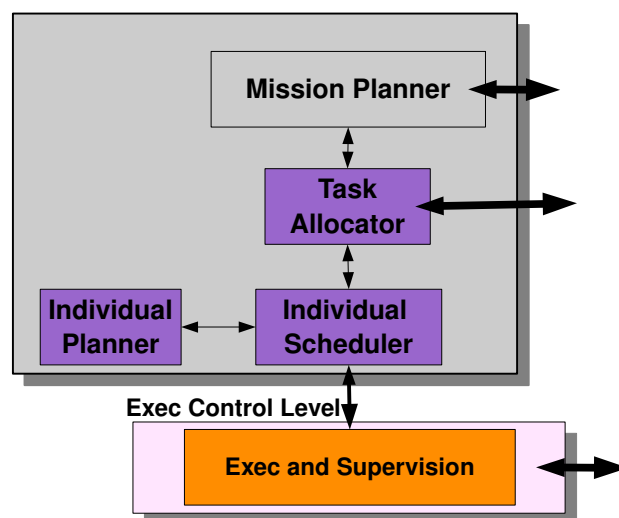 Mission Planner
Task
Allocator
Individual
Planner
Individual
Scheduler
Exec Control Level
Exec and Supervision